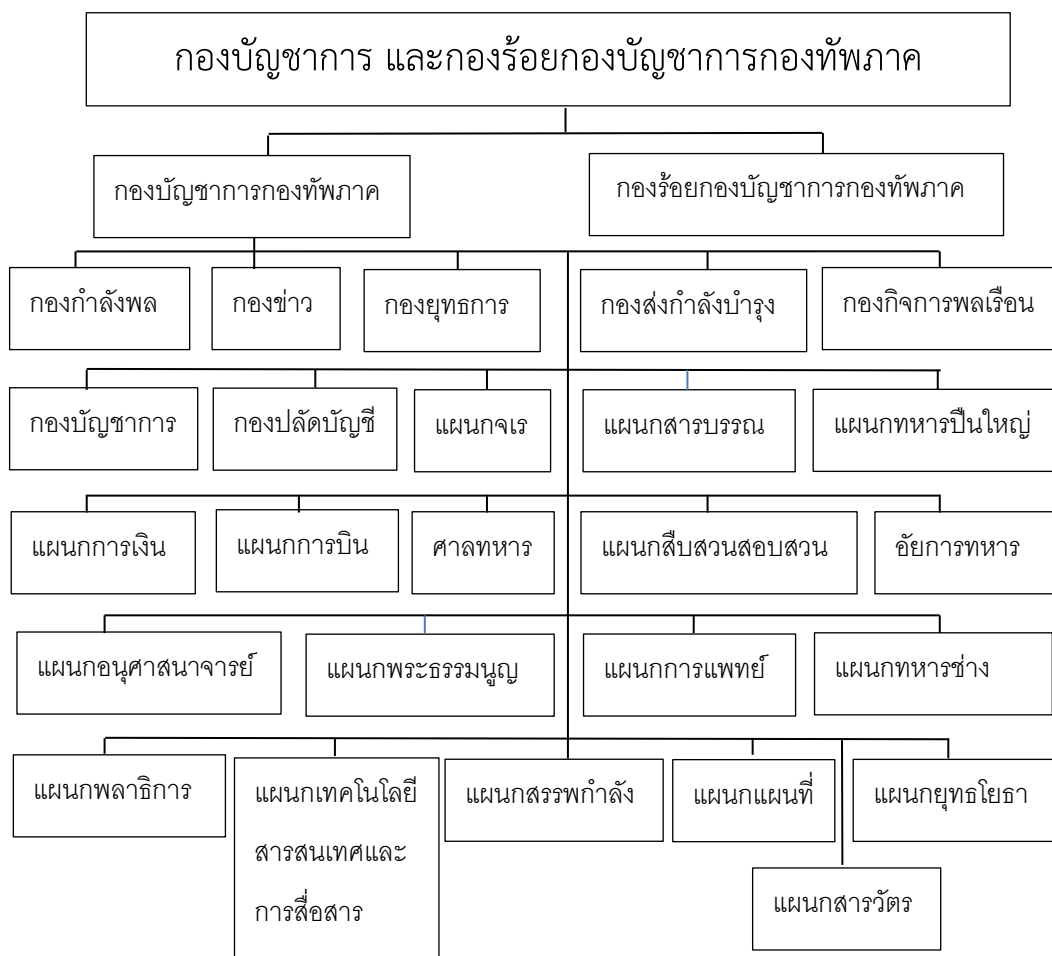 กองบัญชาการ และกองร้อยกองบัญชาการกองทัพภาค
กองบัญชาการกองทัพภาค
กองร้อยกองบัญชาการกองทัพภาค
กองกำลังพล
กองข่าว
กองยุทธการ
กองส่งกำลังบำรุง
กองกิจการพลเรือน
กองบัญชาการ
กองปลัดบัญชี
แผนกจเร
แผนกสารบรรณ
แผนกทหารปืนใหญ่
แผนกการเงิน
แผนกการบิน
ศาลทหาร
แผนกสืบสวนสอบสวน
อัยการทหาร
แผนกอนุศาสนาจารย์
แผนกพระธรรมนูญ
แผนกการแพทย์
แผนกทหารช่าง
แผนกพลาธิการ
แผนกเทคโนโลยี
สารสนเทศและ
การสื่อสาร
แผนกสรรพกำลัง
แผนกแผนที่
แผนกยุทธโยธา
แผนกสารวัตร